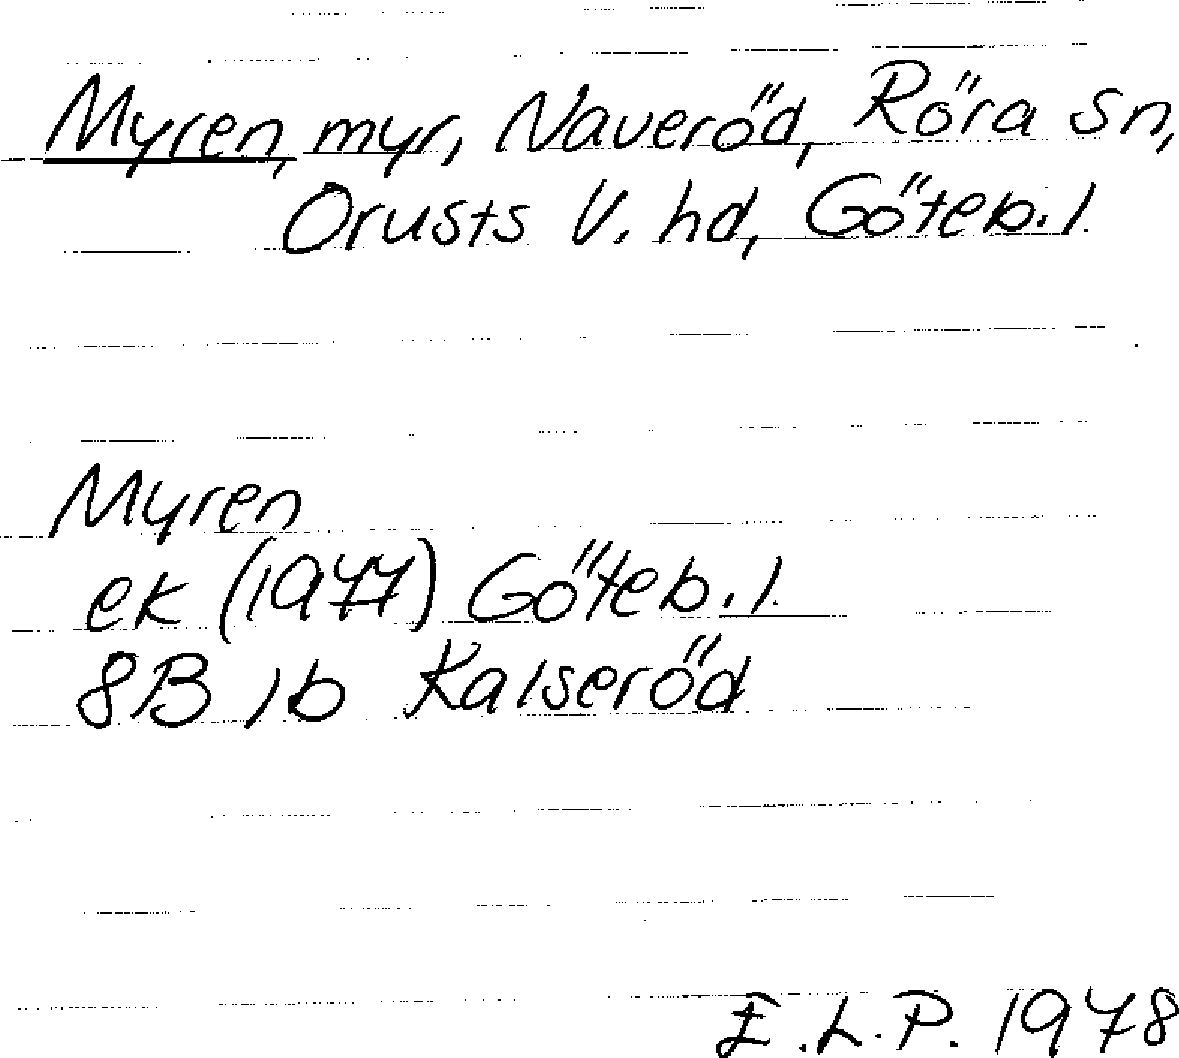 Myren, myr, Naveröd, Röra sn,
Orusts V. hd, Göteb. l
Myren
ek (1977) Göteb. l.
8B 1b Kalseröd
E.L.P. 1978